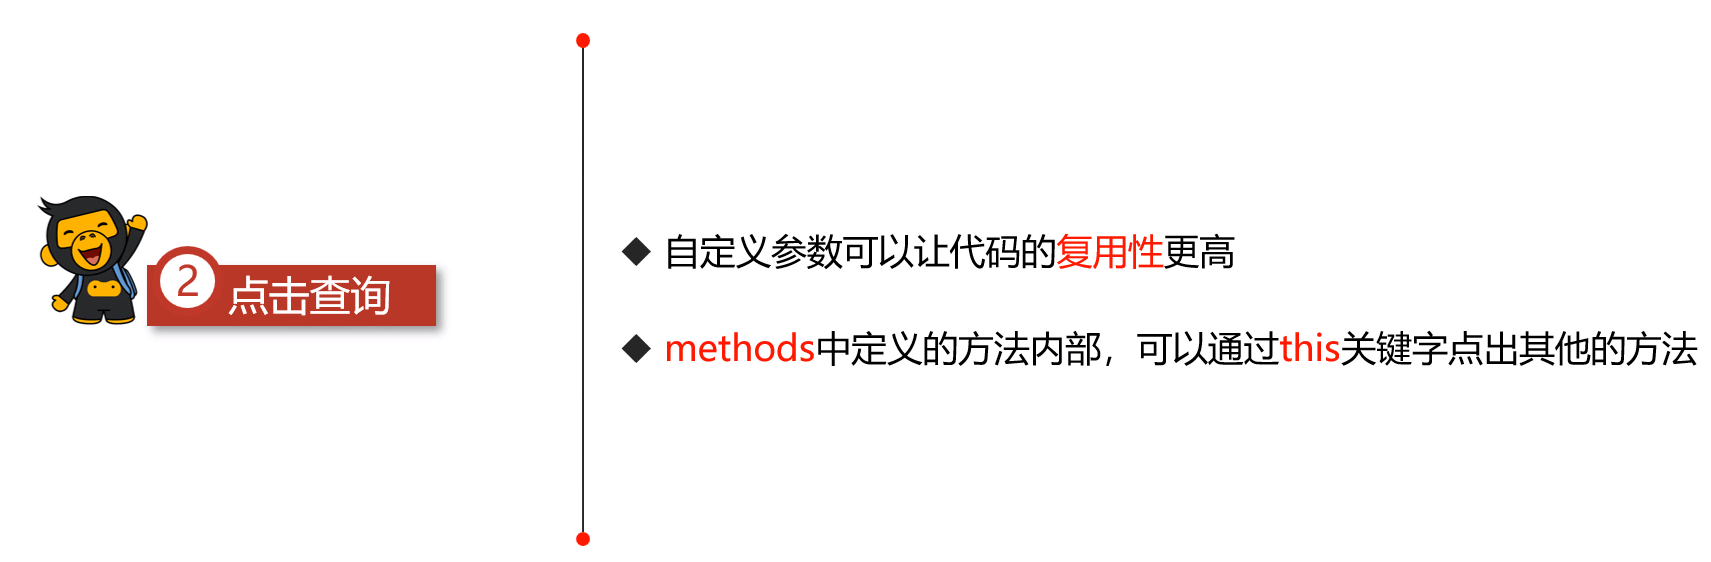 2
点击查询
自定义参数可以让代码的复用性更高
methods中定义的方法内部，可以通过this关键字点出其他的方法